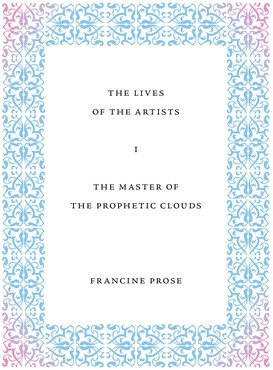 THE LIVES
OF THE ARTISTS
I
THE MASTER OF
THE PROPHETIC CLOUDS
FRANCINE PROSE